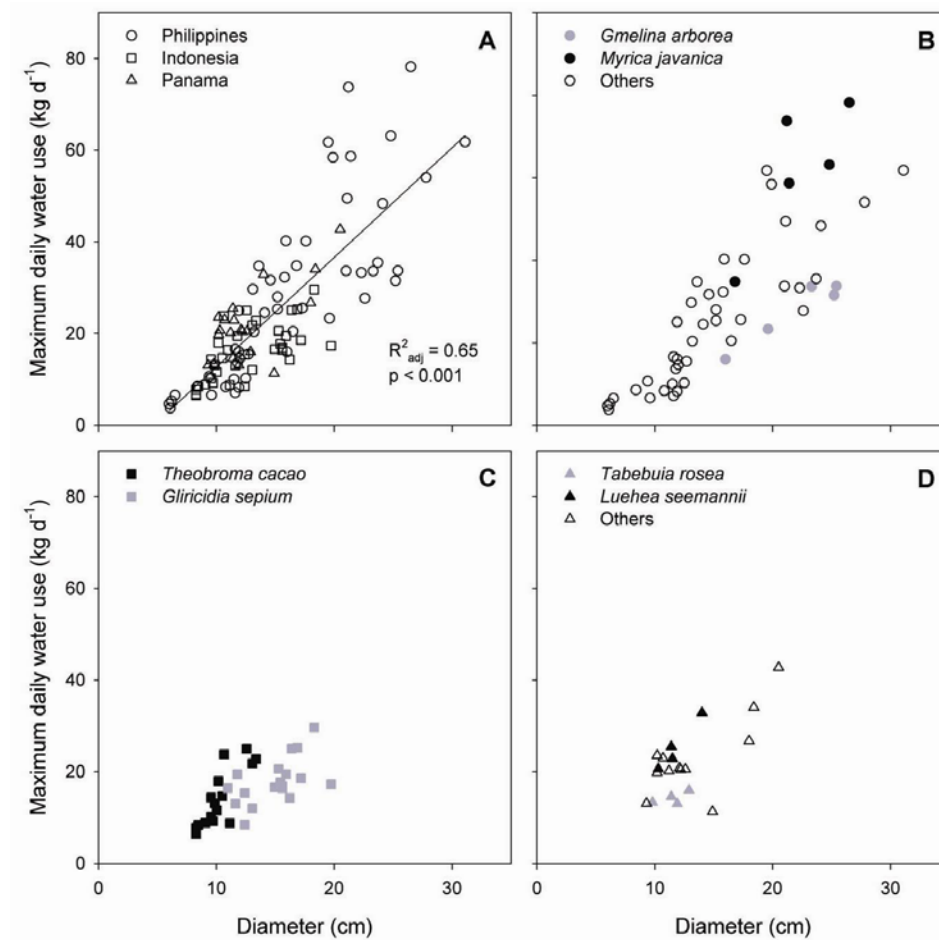 Philippines
Indonesia
Panama
A
Maximum daily water use (kg d⁻¹)
80
60
40
20
0
R²adj = 0.65
p < 0.001
Gmelina arborea
Myrica javanica
Others
B
Theobroma cacao
Gliricidia sepium
C
Maximum daily water use (kg d⁻¹)
80
60
40
20
0
0 10 20 30
Diameter (cm)
Tabebuia rosea
Luehea seemannii
Others
D
0 10 20 30
Diameter (cm)